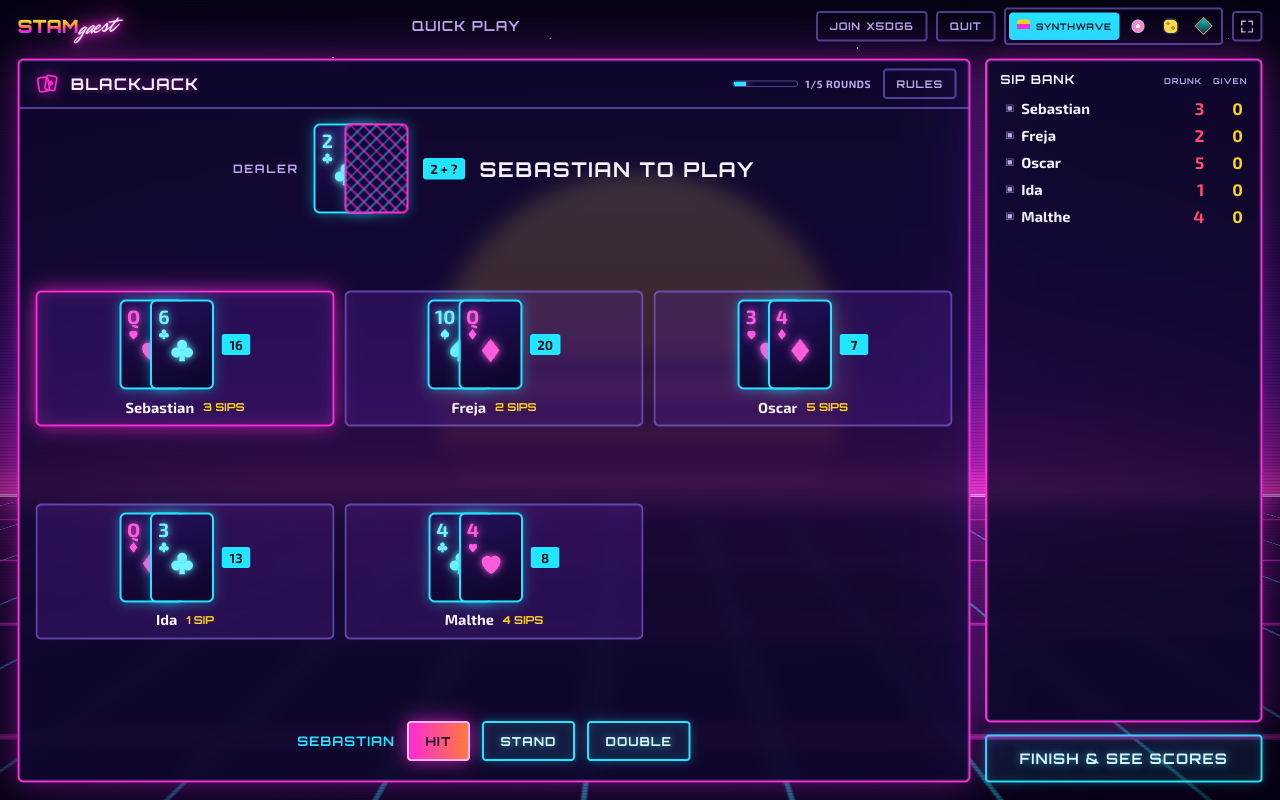 STAM gaest
QUICK PLAY
JOIN X5DG6
QUIT
SYNTHWAVE
BLACKJACK
1/5 ROUNDS
RULES
DEALER
2
2 + ?
SEBASTIAN TO PLAY
Q 6
16
Sebastian 3 SIPS
10 Q
20
Freja 2 SIPS
3 4
7
Oscar 5 SIPS
Q 3
13
Ida 1 SIP
4 4
8
Malthe 4 SIPS
SEBASTIAN
HIT
STAND
DOUBLE
SIP BANK DRUNK GIVEN
Sebastian 3 0
Freja 2 0
Oscar 5 0
Ida 1 0
Malthe 4 0
FINISH & SEE SCORES